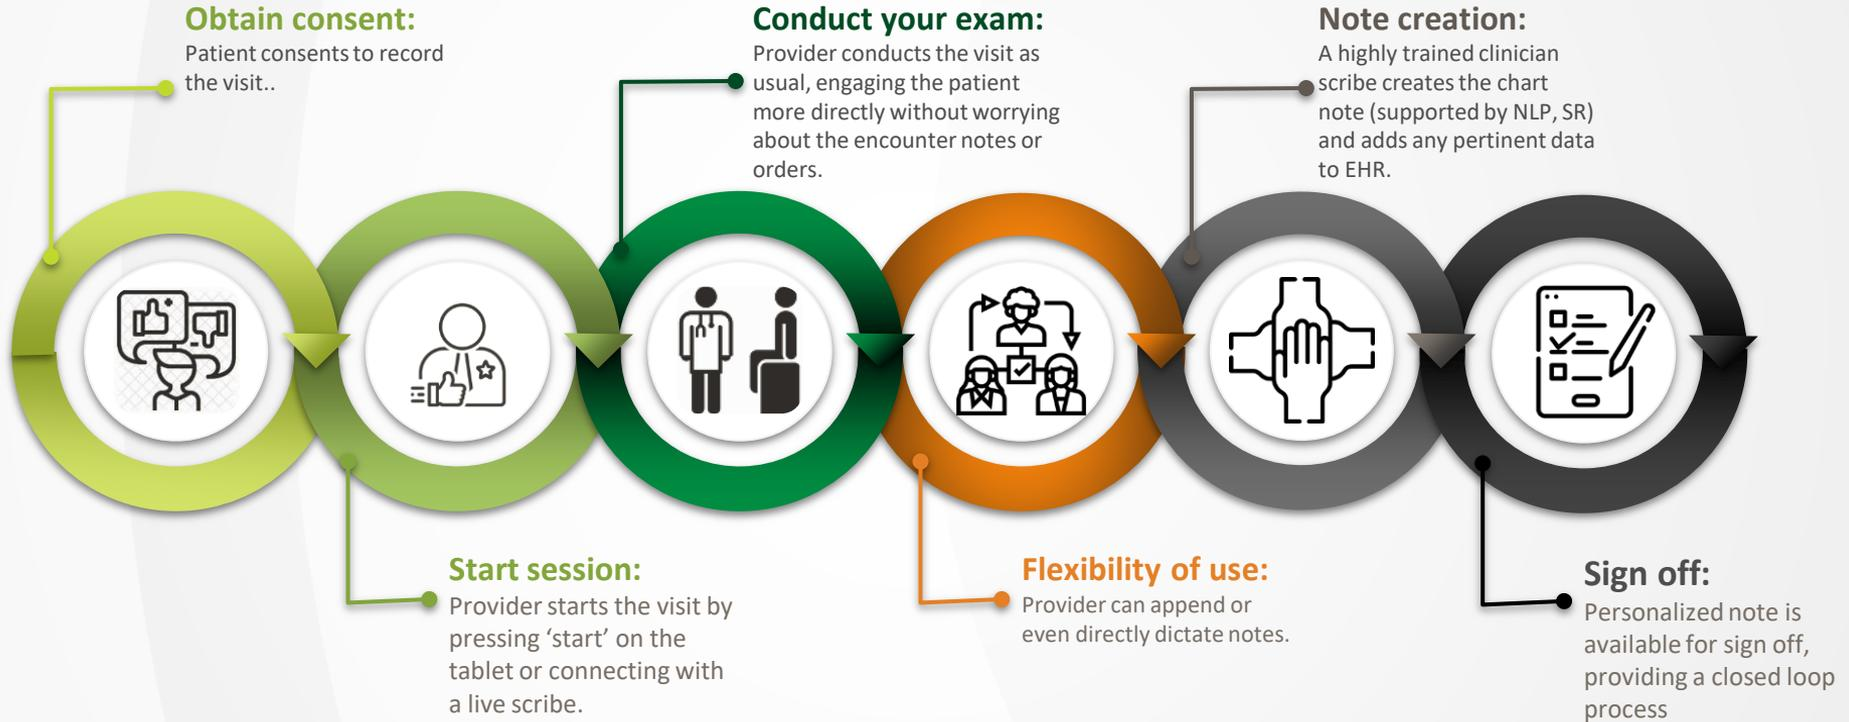 Obtain consent:
Patient consents to record
the visit..
Conduct your exam:
Provider conducts the visit as
usual, engaging the patient
more directly without worrying
about the encounter notes or
orders.
Note creation:
A highly trained clinician
scribe creates the chart
note (supported by NLP, SR)
and adds any pertinent data
to EHR.
Start session:
Provider starts the visit by
pressing ‘start’ on the
tablet or connecting with
a live scribe.
Flexibility of use:
Provider can append or
even directly dictate notes.
Sign off:
Personalized note is
available for sign off,
providing a closed loop
process